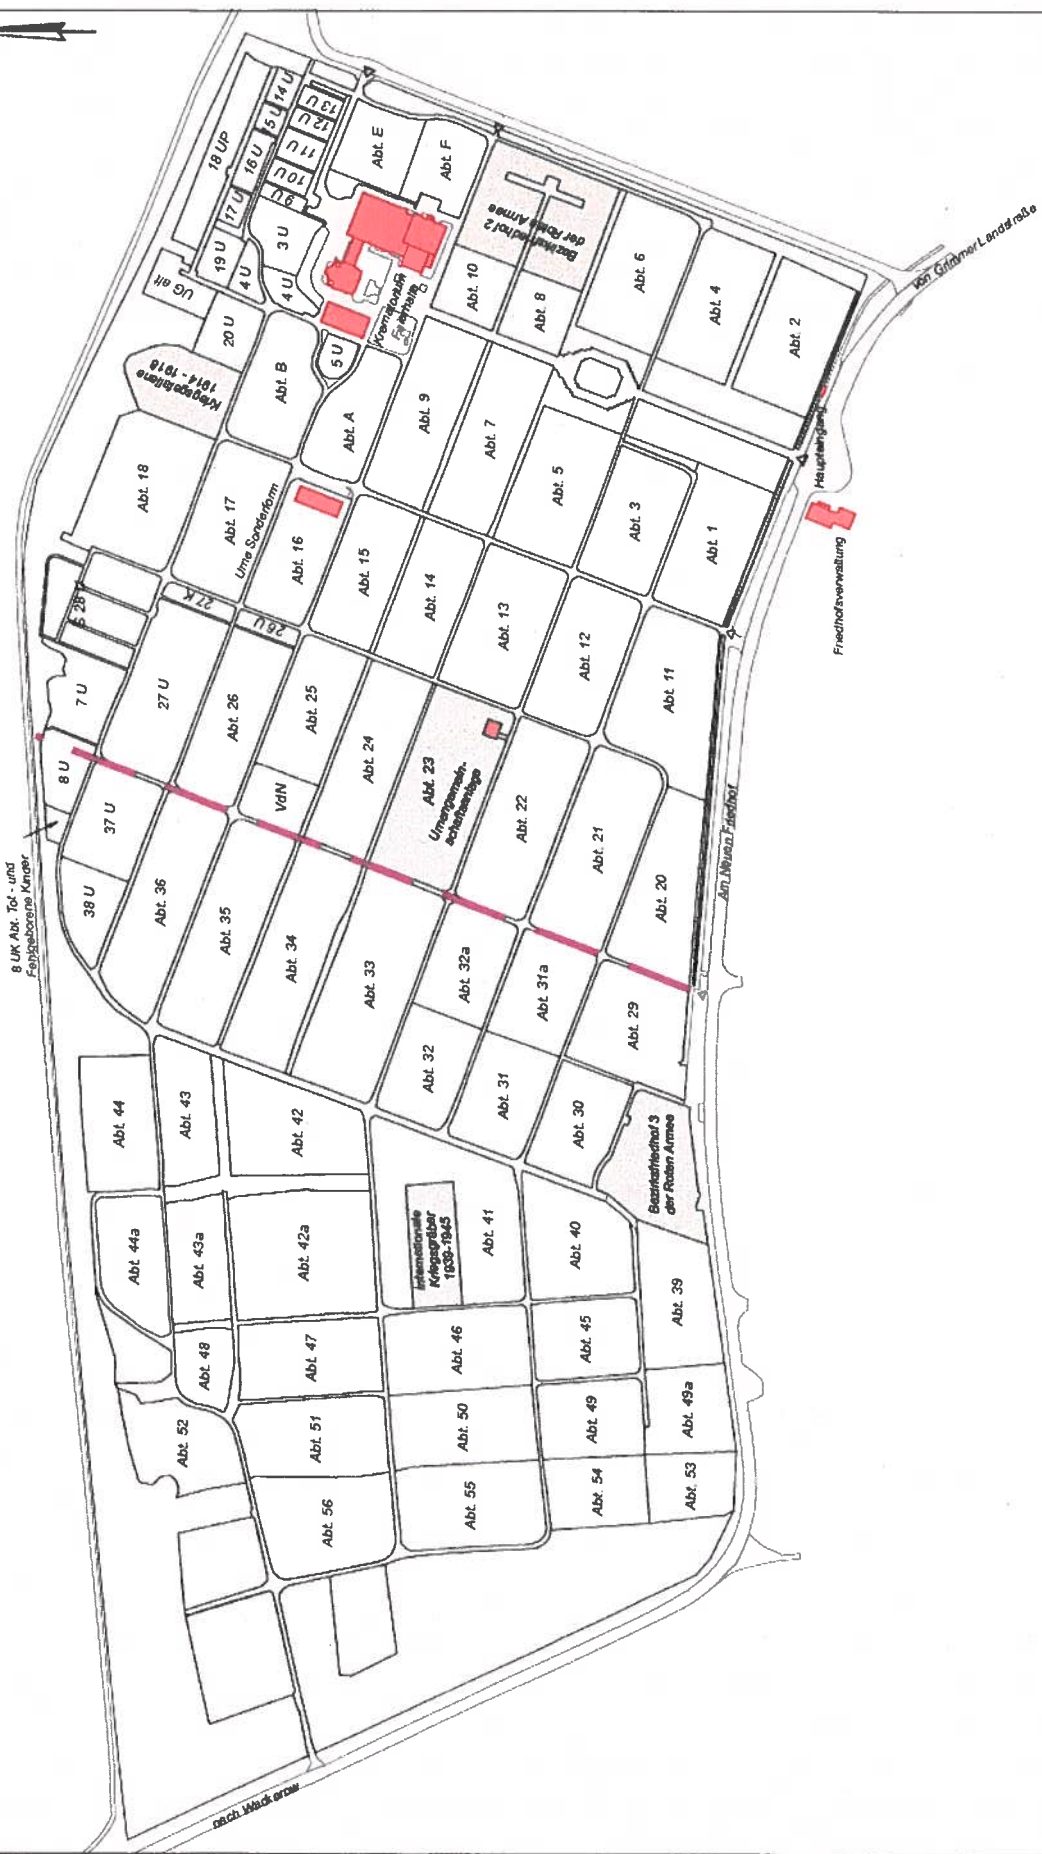 14 U
13 U
15 U
12 U
18 UP
16 U
11 U
10 U
9 U
17 U
Abt. E
Abt. F
3 U
19 U
4 U
4 U
UG alt
20 U
5 U
Krematorium
Feierhalle
Bezirksfriedhof 2
der Roten Armee
Abt. 10
Abt. 8
Abt. 6
Abt. 4
Abt. 2
von Grimmer Landstraße
Kriegsgefallene
1914 - 1918
Abt. B
Abt. A
Abt. 9
Abt. 7
Abt. 5
Abt. 3
Abt. 1
Haupteingang
Friedhofsverwaltung
Abt. 18
Abt. 17
Urne Sonderform
Abt. 16
Abt. 15
Abt. 14
Abt. 13
Abt. 12
Abt. 11
27 K
26 U
7 U
27 U
Abt. 26
Abt. 25
Abt. 24
Abt. 23
Urnengemein-
schaftsanlage
Abt. 22
Abt. 21
Abt. 20
Am Neuen Friedhof
8 U
37 U
VdN
38 U
8 UK Abt. Tot - und
Fehlgeborene Kinder
Abt. 36
Abt. 35
Abt. 34
Abt. 33
Abt. 32a
Abt. 31a
Abt. 29
Abt. 32
Abt. 31
Abt. 30
Bezirksfriedhof 3
der Roten Armee
Abt. 44
Abt. 43
Abt. 42
Abt. 44a
Abt. 43a
Abt. 42a
Internationale
Kriegsgräber
1939-1945
Abt. 41
Abt. 40
Abt. 39
Abt. 48
Abt. 47
Abt. 46
Abt. 45
Abt. 52
Abt. 51
Abt. 50
Abt. 49
Abt. 49a
Abt. 56
Abt. 55
Abt. 54
Abt. 53
nach Wackerow